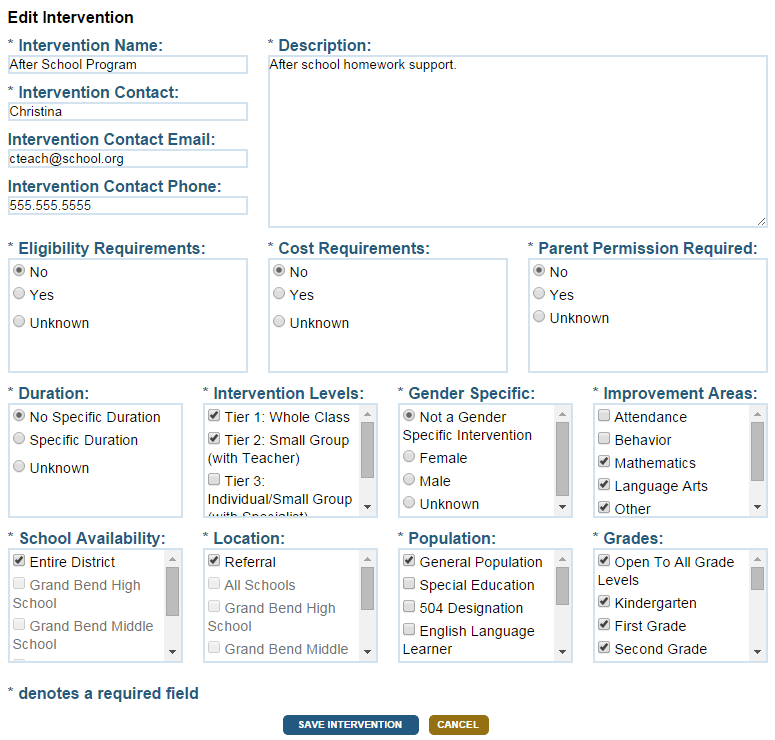 Edit Intervention
* Intervention Name:
After School Program
* Intervention Contact:
Christina
Intervention Contact Email:
cteach@school.org
Intervention Contact Phone:
555.555.5555
* Description:
After school homework support.
* Eligibility Requirements:
No
Yes
Unknown
* Cost Requirements:
No
Yes
Unknown
* Parent Permission Required:
No
Yes
Unknown
* Duration:
No Specific Duration
Specific Duration
Unknown
* Intervention Levels:
Tier 1: Whole Class
Tier 2: Small Group
(with Teacher)
Tier 3:
Individual/Small Group
(with Specialist)
* Gender Specific:
Not a Gender
Specific Intervention
Female
Male
Unknown
* Improvement Areas:
Attendance
Behavior
Mathematics
Language Arts
Other
* School Availability:
Entire District
Grand Bend High
School
Grand Bend Middle
School
* Location:
Referral
All Schools
Grand Bend High
School
Grand Bend Middle
* Population:
General Population
Special Education
504 Designation
English Language
Learner
* Grades:
Open To All Grade
Levels
Kindergarten
First Grade
Second Grade
* denotes a required field
SAVE INTERVENTION
CANCEL